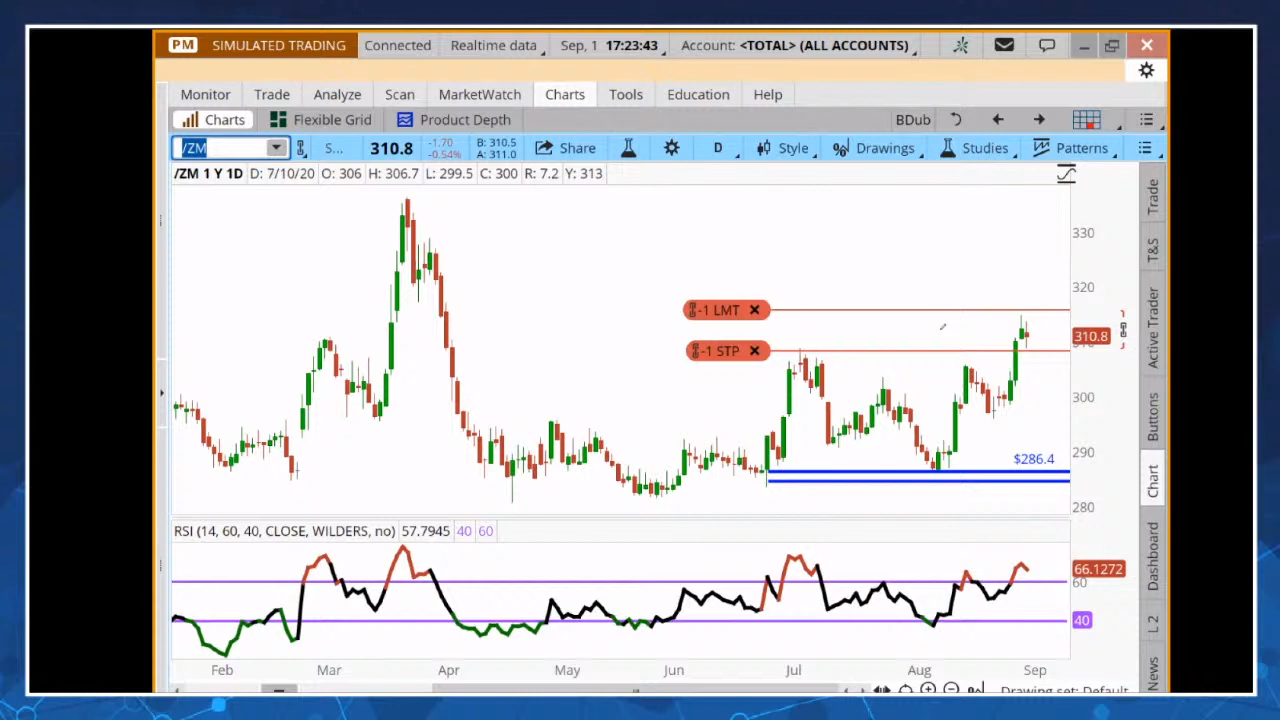 PM SIMULATED TRADING Connected Realtime data Sep, 1 17:23:43 Account: <TOTAL> (ALL ACCOUNTS)
Monitor Trade Analyze Scan MarketWatch Charts Tools Education Help
Charts Flexible Grid Product Depth BDub
/ZM S... 310.8 -1.70 B: 310.5 Share D Style Drawings Studies Patterns
-0.54% A: 311.0
/ZM 1 Y 1D D: 7/10/20 O: 306 H: 306.7 L: 299.5 C: 300 R: 7.2 Y: 313
330
320
-1 LMT
310.8
-1 STP
300
290
$286.4
280
RSI (14, 60, 40, CLOSE, WILDERS, no) 57.7945 40 60
66.1272
60
40
Feb Mar Apr May Jun Jul Aug Sep
Drawing set: Default
Trade
T&S
Active Trader
Buttons
Chart
Dashboard
L 2
News